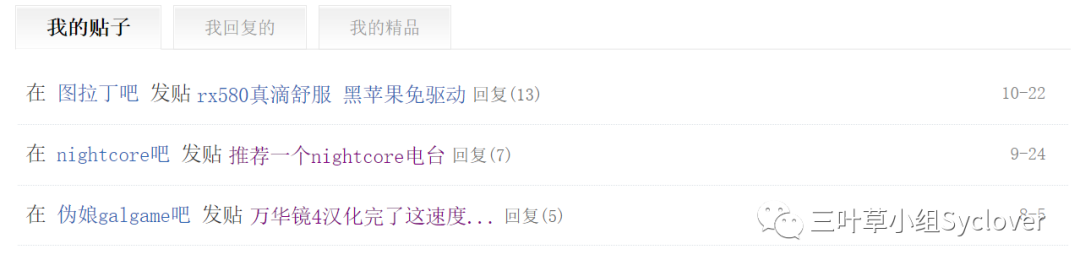 我的贴子 我回复的 我的精品
在 图拉丁吧 发贴 rx580真滴舒服 黑苹果免驱动 回复(13) 10-22
在 nightcore吧 发贴 推荐一个nightcore电台 回复(7) 9-24
在 伪娘galgame吧 发贴 万华镜4汉化完了这速度... 回复(5) 8-5
三叶草小组Syclover